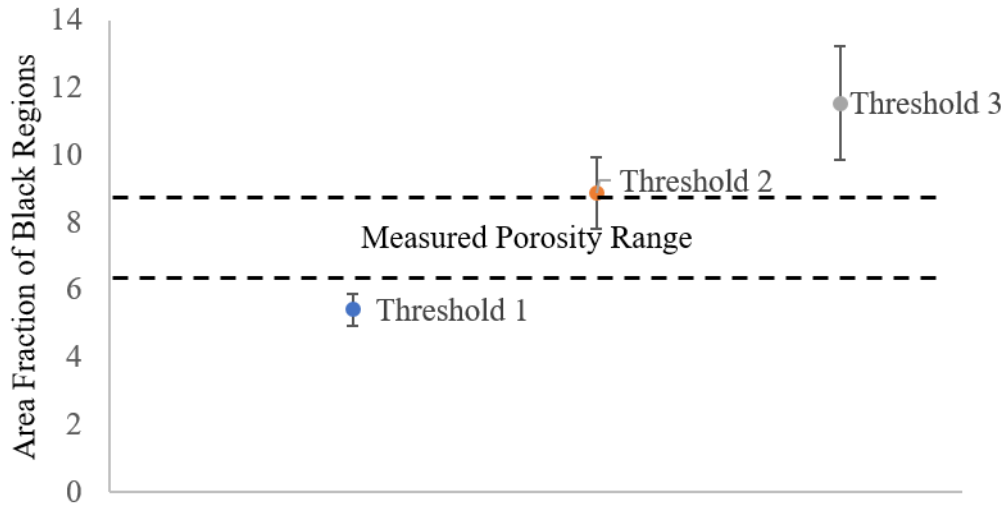 Area Fraction of Black Regions
14
12
10
8
6
4
2
0
Threshold 3
Threshold 2
Measured Porosity Range
Threshold 1